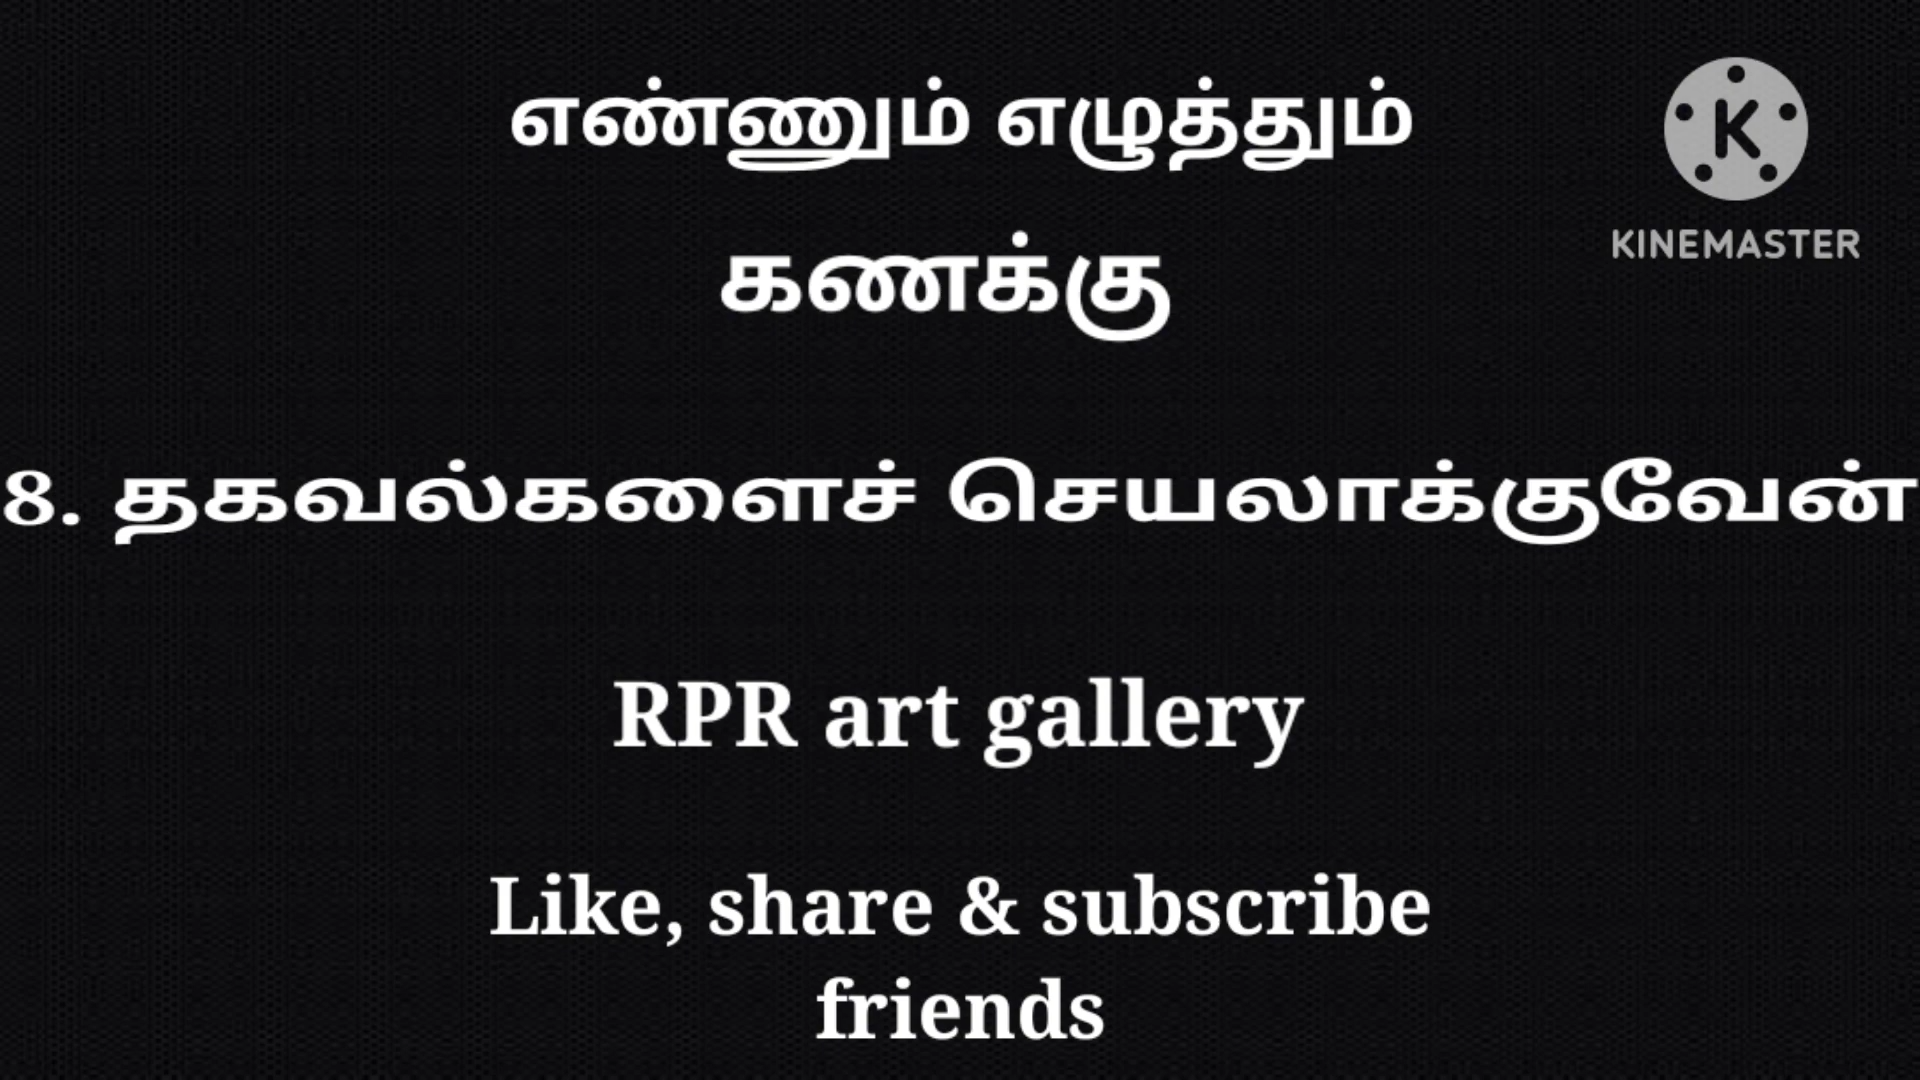 எண்ணும் எழுத்தும்
கணக்கு
K
KINEMASTER
8. தகவல்களைச் செயலாக்குவேன்
RPR art gallery
Like, share & subscribe
friends